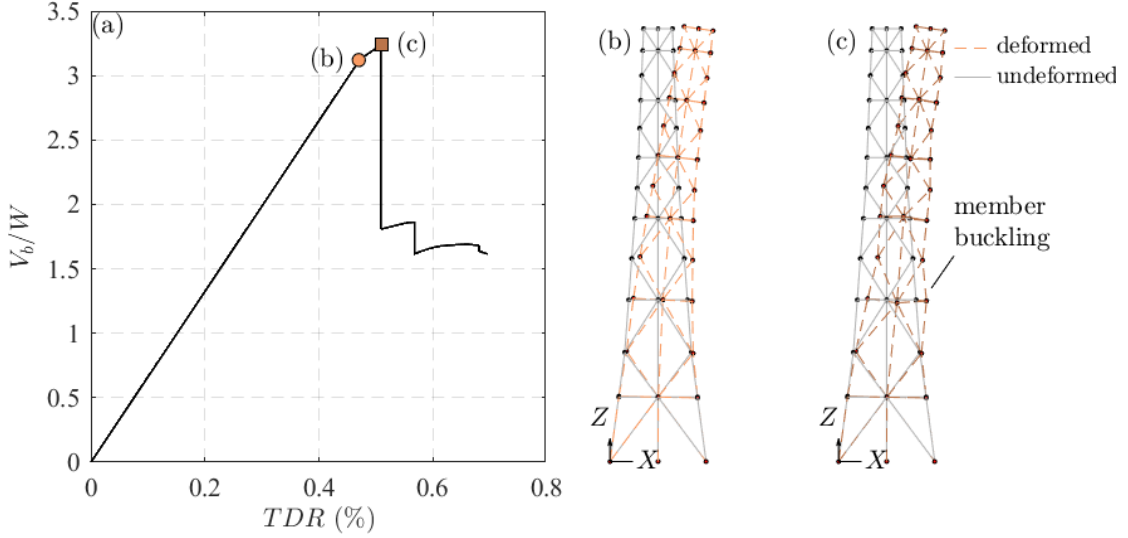 (a)
3.5
3
2.5
2
1.5
1
0.5
0
V_b/W
0
0.2
0.4
0.6
0.8
TDR (%)
(b)
(c)
(b)
Z
X
(c)
deformed
undeformed
member
buckling
Z
X